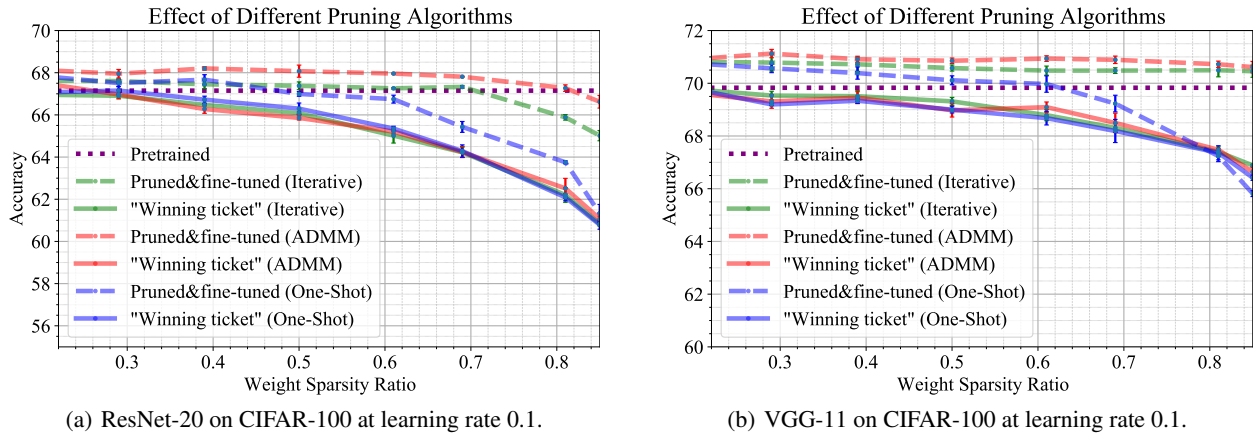 Effect of Different Pruning Algorithms
70
68
66
64
62
60
58
56
Accuracy
Pretrained
Pruned&fine-tuned (Iterative)
"Winning ticket" (Iterative)
Pruned&fine-tuned (ADMM)
"Winning ticket" (ADMM)
Pruned&fine-tuned (One-Shot)
"Winning ticket" (One-Shot)
0.3 0.4 0.5 0.6 0.7 0.8
Weight Sparsity Ratio
(a) ResNet-20 on CIFAR-100 at learning rate 0.1.
Effect of Different Pruning Algorithms
72
70
68
66
64
62
60
Accuracy
Pretrained
Pruned&fine-tuned (Iterative)
"Winning ticket" (Iterative)
Pruned&fine-tuned (ADMM)
"Winning ticket" (ADMM)
Pruned&fine-tuned (One-Shot)
"Winning ticket" (One-Shot)
0.3 0.4 0.5 0.6 0.7 0.8
Weight Sparsity Ratio
(b) VGG-11 on CIFAR-100 at learning rate 0.1.